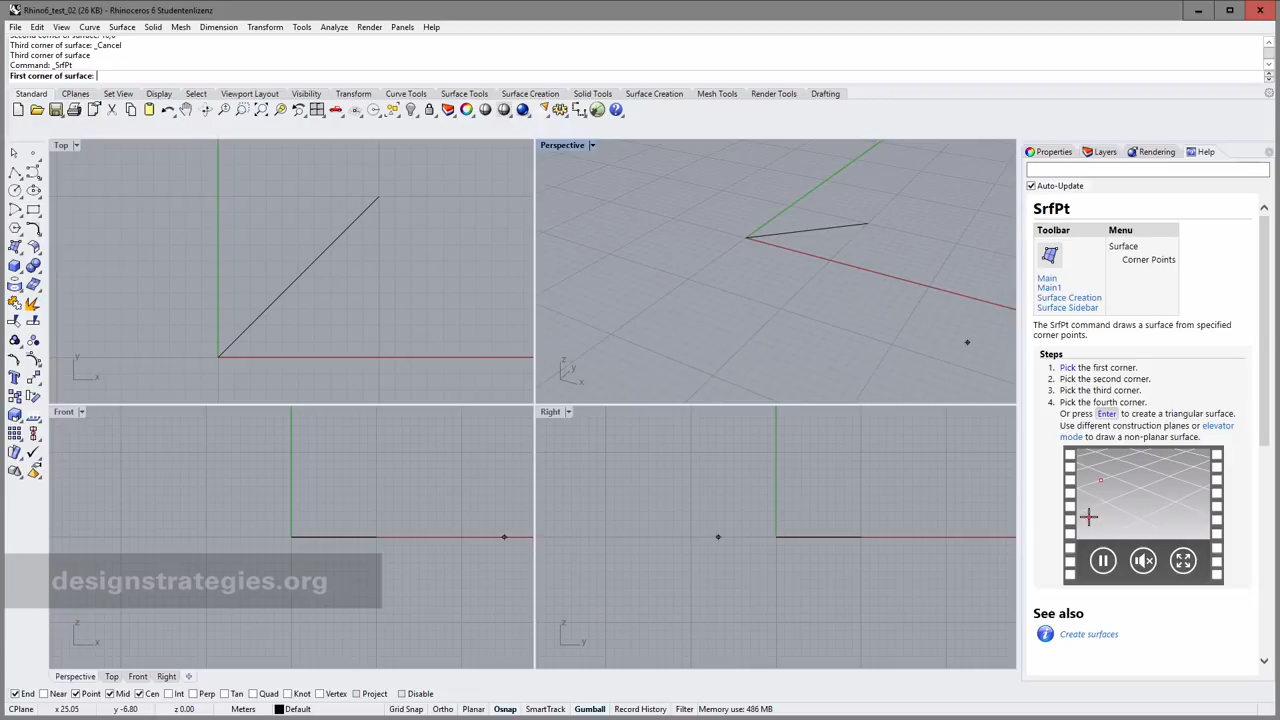 Rhino6_test_02 (26 KB) - Rhinoceros 6 Studentenlizenz
File Edit View Curve Surface Solid Mesh Dimension Transform Tools Analyze Render Panels Help
Third corner of surface: _Cancel
Third corner of surface
Command: _SrfPt
First corner of surface:
Standard CPlanes Set View Display Select Viewport Layout Visibility Transform Curve Tools Surface Tools Surface Creation Solid Tools Surface Creation Mesh Tools Render Tools Drafting
Top
Perspective
Properties Layers Rendering Help
Auto-Update
SrfPt
Toolbar Menu
Surface
Corner Points
Main
Main1
Surface Creation
Surface Sidebar
The SrfPt command draws a surface from specified
corner points.
Steps
1. Pick the first corner.
2. Pick the second corner.
3. Pick the third corner.
4. Pick the fourth corner.
Or press Enter to create a triangular surface.
Use different construction planes or elevator
mode to draw a non-planar surface.
y
x
z
y
x
Front
Right
designstrategies.org
z
x
z
y
See also
Create surfaces
Perspective Top Front Right
End Near Point Mid Cen Int Perp Tan Quad Knot Vertex Project Disable
CPlane x 25.05 y -6.80 z 0.00 Meters Default Grid Snap Ortho Planar Osnap SmartTrack Gumball Record History Filter Memory use: 486 MB